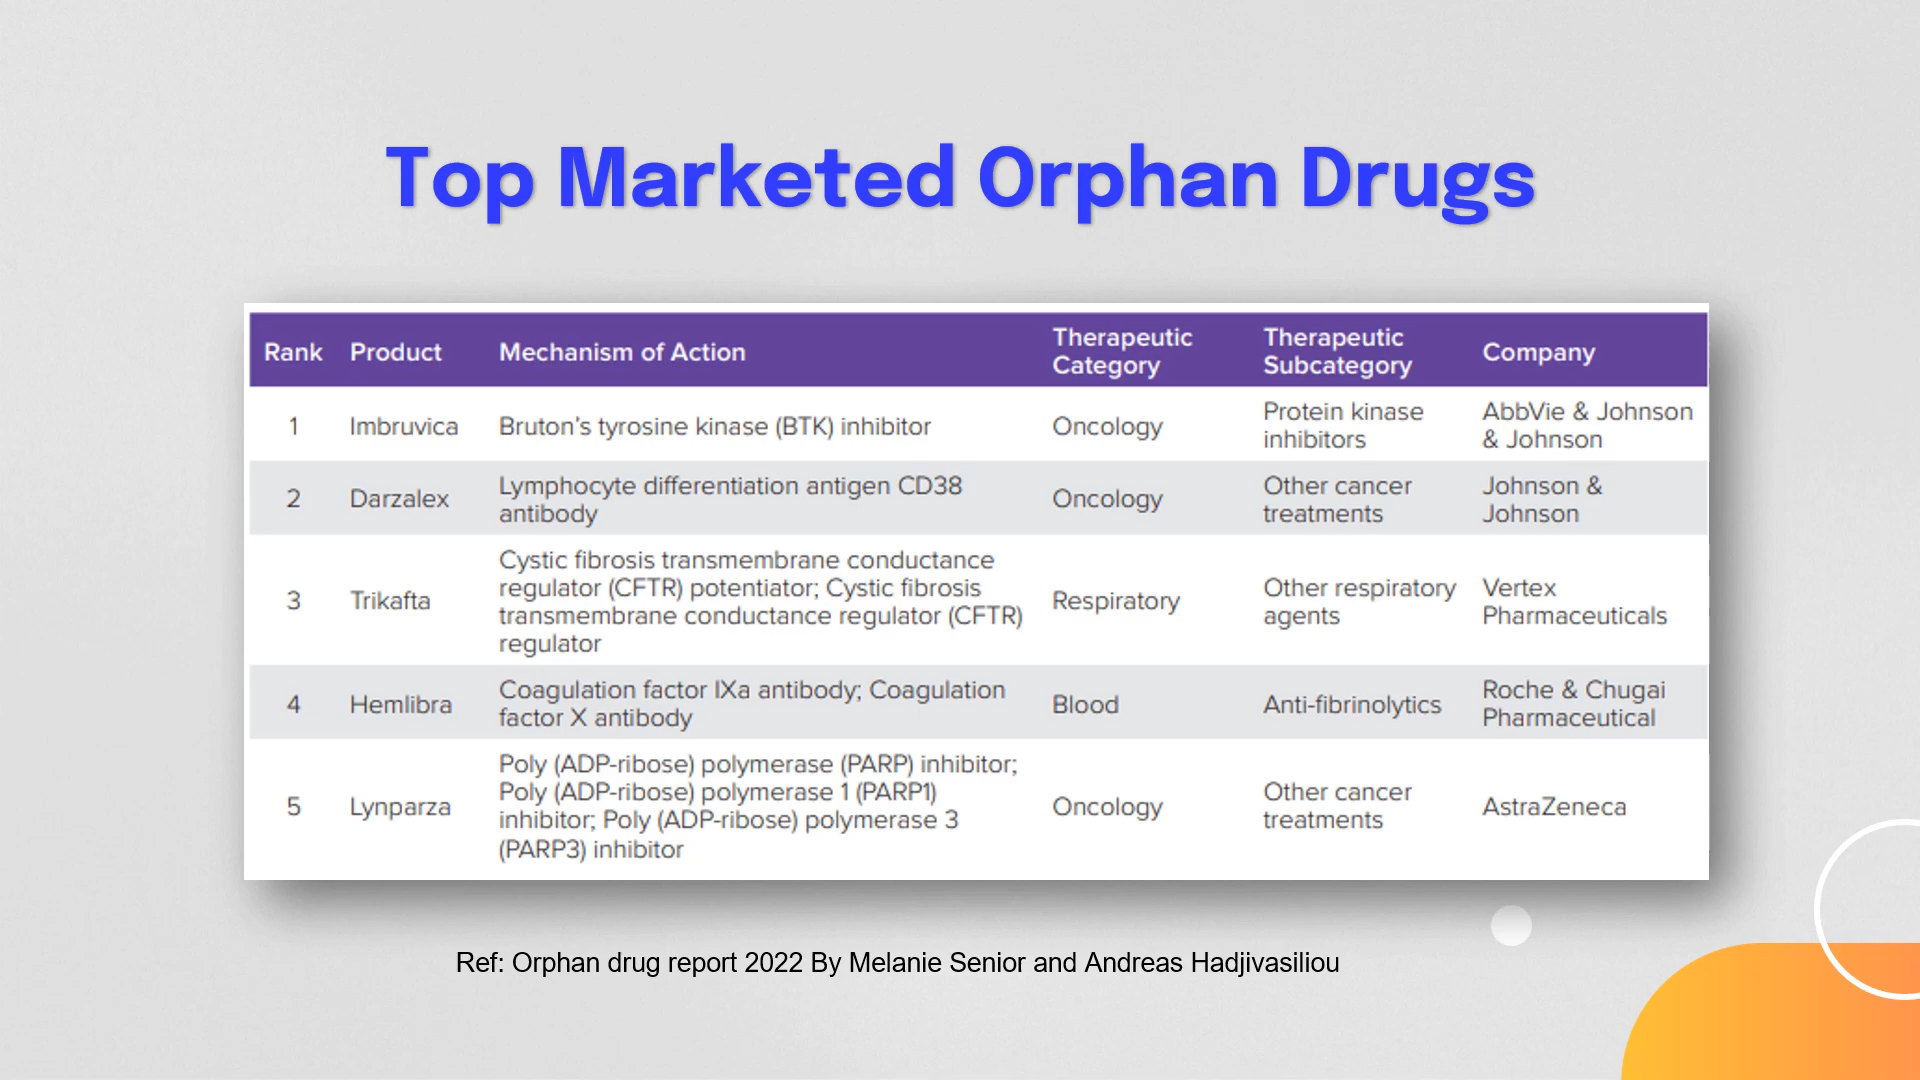 Top Marketed Orphan Drugs
Rank Product Mechanism of Action Therapeutic Category Therapeutic Subcategory Company
1 Imbruvica Bruton’s tyrosine kinase (BTK) inhibitor Oncology Protein kinase inhibitors AbbVie & Johnson & Johnson
2 Darzalex Lymphocyte differentiation antigen CD38 antibody Oncology Other cancer treatments Johnson & Johnson
3 Trikafta Cystic fibrosis transmembrane conductance regulator (CFTR) potentiator; Cystic fibrosis transmembrane conductance regulator (CFTR) regulator Respiratory Other respiratory agents Vertex Pharmaceuticals
4 Hemlibra Coagulation factor IXa antibody; Coagulation factor X antibody Blood Anti-fibrinolytics Roche & Chugai Pharmaceutical
5 Lynparza Poly (ADP-ribose) polymerase (PARP) inhibitor; Poly (ADP-ribose) polymerase 1 (PARP1) inhibitor; Poly (ADP-ribose) polymerase 3 (PARP3) inhibitor Oncology Other cancer treatments AstraZeneca
Ref: Orphan drug report 2022 By Melanie Senior and Andreas Hadjivasiliou